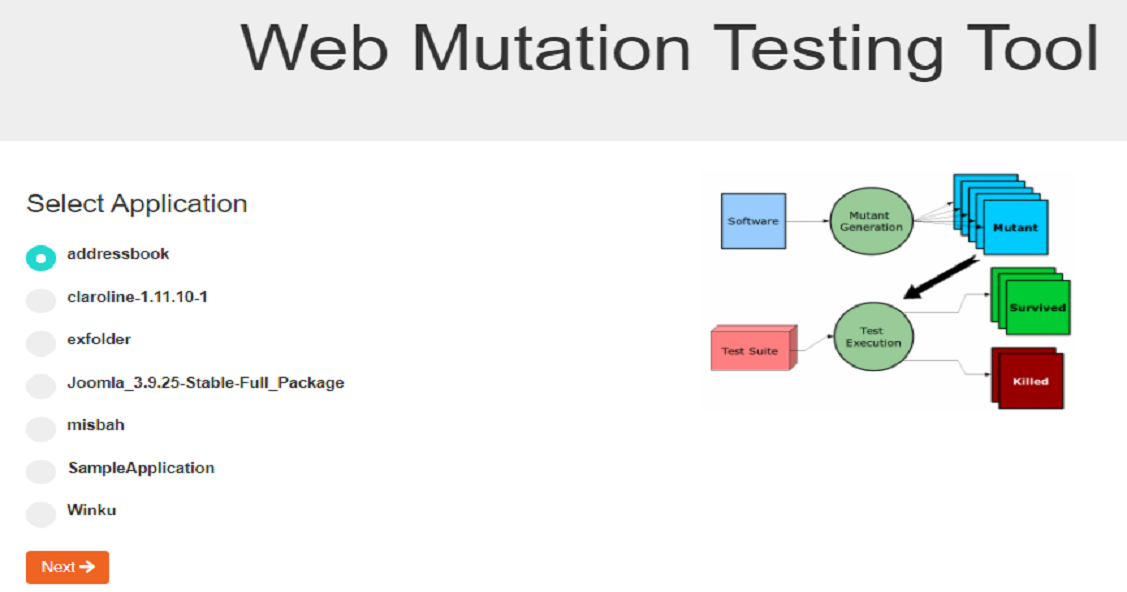 Web Mutation Testing Tool
Select Application
addressbook
claroline-1.11.10-1
exfolder
Joomla_3.9.25-Stable-Full_Package
misbah
SampleApplication
Winku
Next →
Software
Mutant
Generation
Mutant
Test Suite
Test
Execution
Survived
Killed